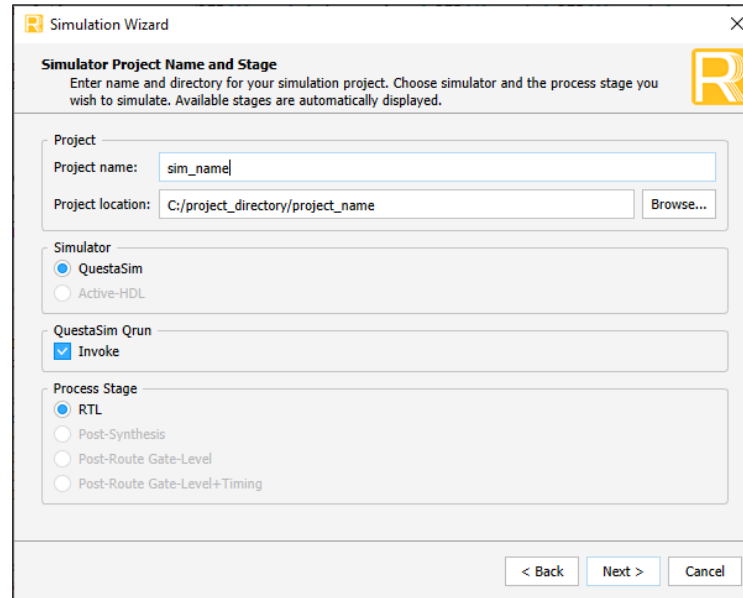 Simulation Wizard
Simulator Project Name and Stage
Enter name and directory for your simulation project. Choose simulator and the process stage you
wish to simulate. Available stages are automatically displayed.
Project
Project name: sim_name
Project location: C:/project_directory/project_name Browse...
Simulator
QuestaSim
Active-HDL
QuestaSim Qrun
Invoke
Process Stage
RTL
Post-Synthesis
Post-Route Gate-Level
Post-Route Gate-Level+Timing
< Back Next > Cancel